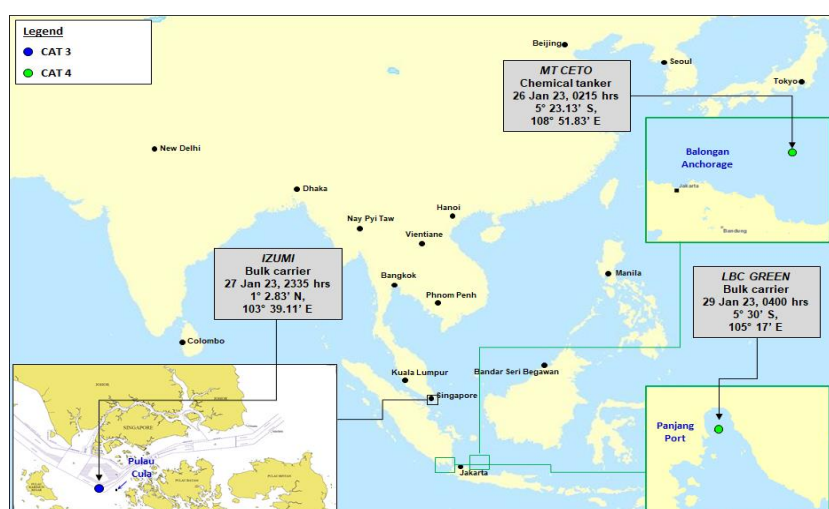 Legend
CAT 3
CAT 4
Beijing
Seoul
Tokyo
MT CETO
Chemical tanker
26 Jan 23, 0215 hrs
5° 23.13' S,
108° 51.83' E
New Delhi
Dhaka
Hanoi
Nay Pyi Taw
Vientiane
Balongan
Anchorage
Jakarta
Bandung
IZUMI
Bulk carrier
27 Jan 23, 2335 hrs
1° 2.83' N,
103° 39.11' E
Bangkok
Phnom Penh
Manila
LBC GREEN
Bulk carrier
29 Jan 23, 0400 hrs
5° 30' S,
105° 17' E
Colombo
Kuala Lumpur
Bandar Seri Begawan
Singapore
SINGAPORE
Pulau
Cula
Jakarta
Panjang
Port